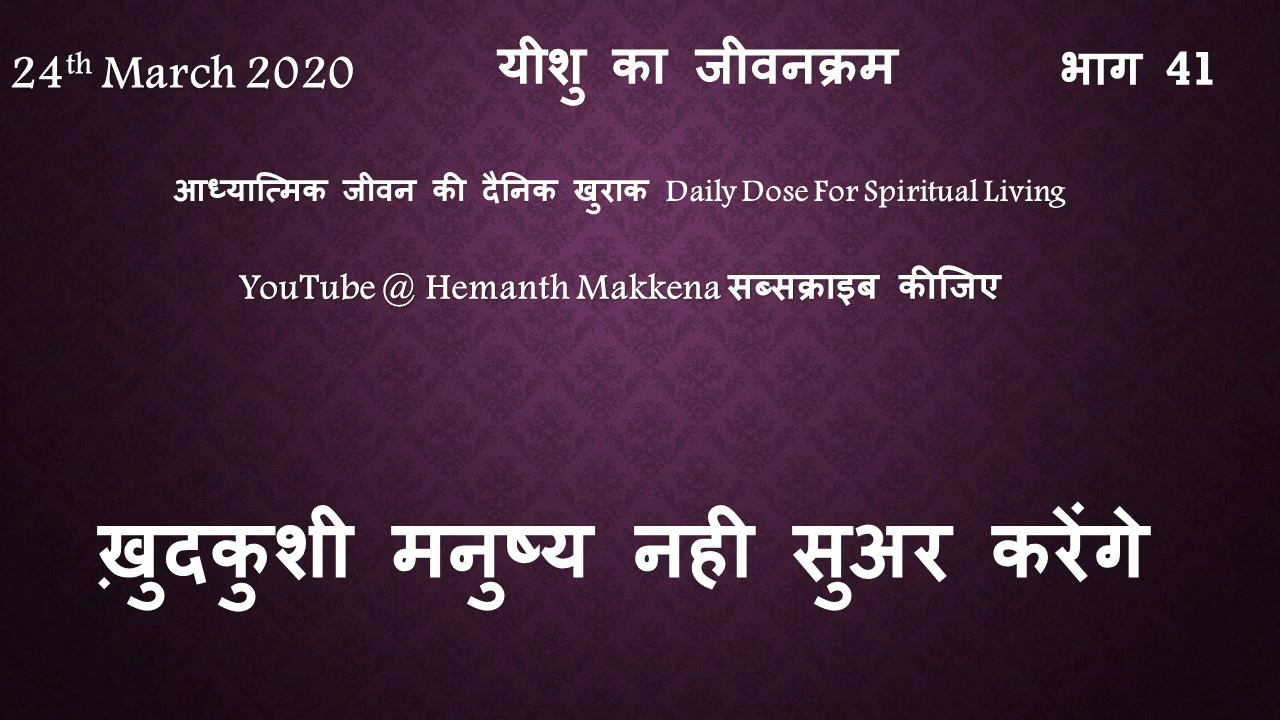 24th March 2020 यीशु का जीवनक्रम भाग 41
आध्यात्मिक जीवन की दैनिक खुराक Daily Dose For Spiritual Living
YouTube @ Hemanth Makkena सब्सक्राइब कीजिए
ख़ुदकुशी मनुष्य नही सुअर करेंगे